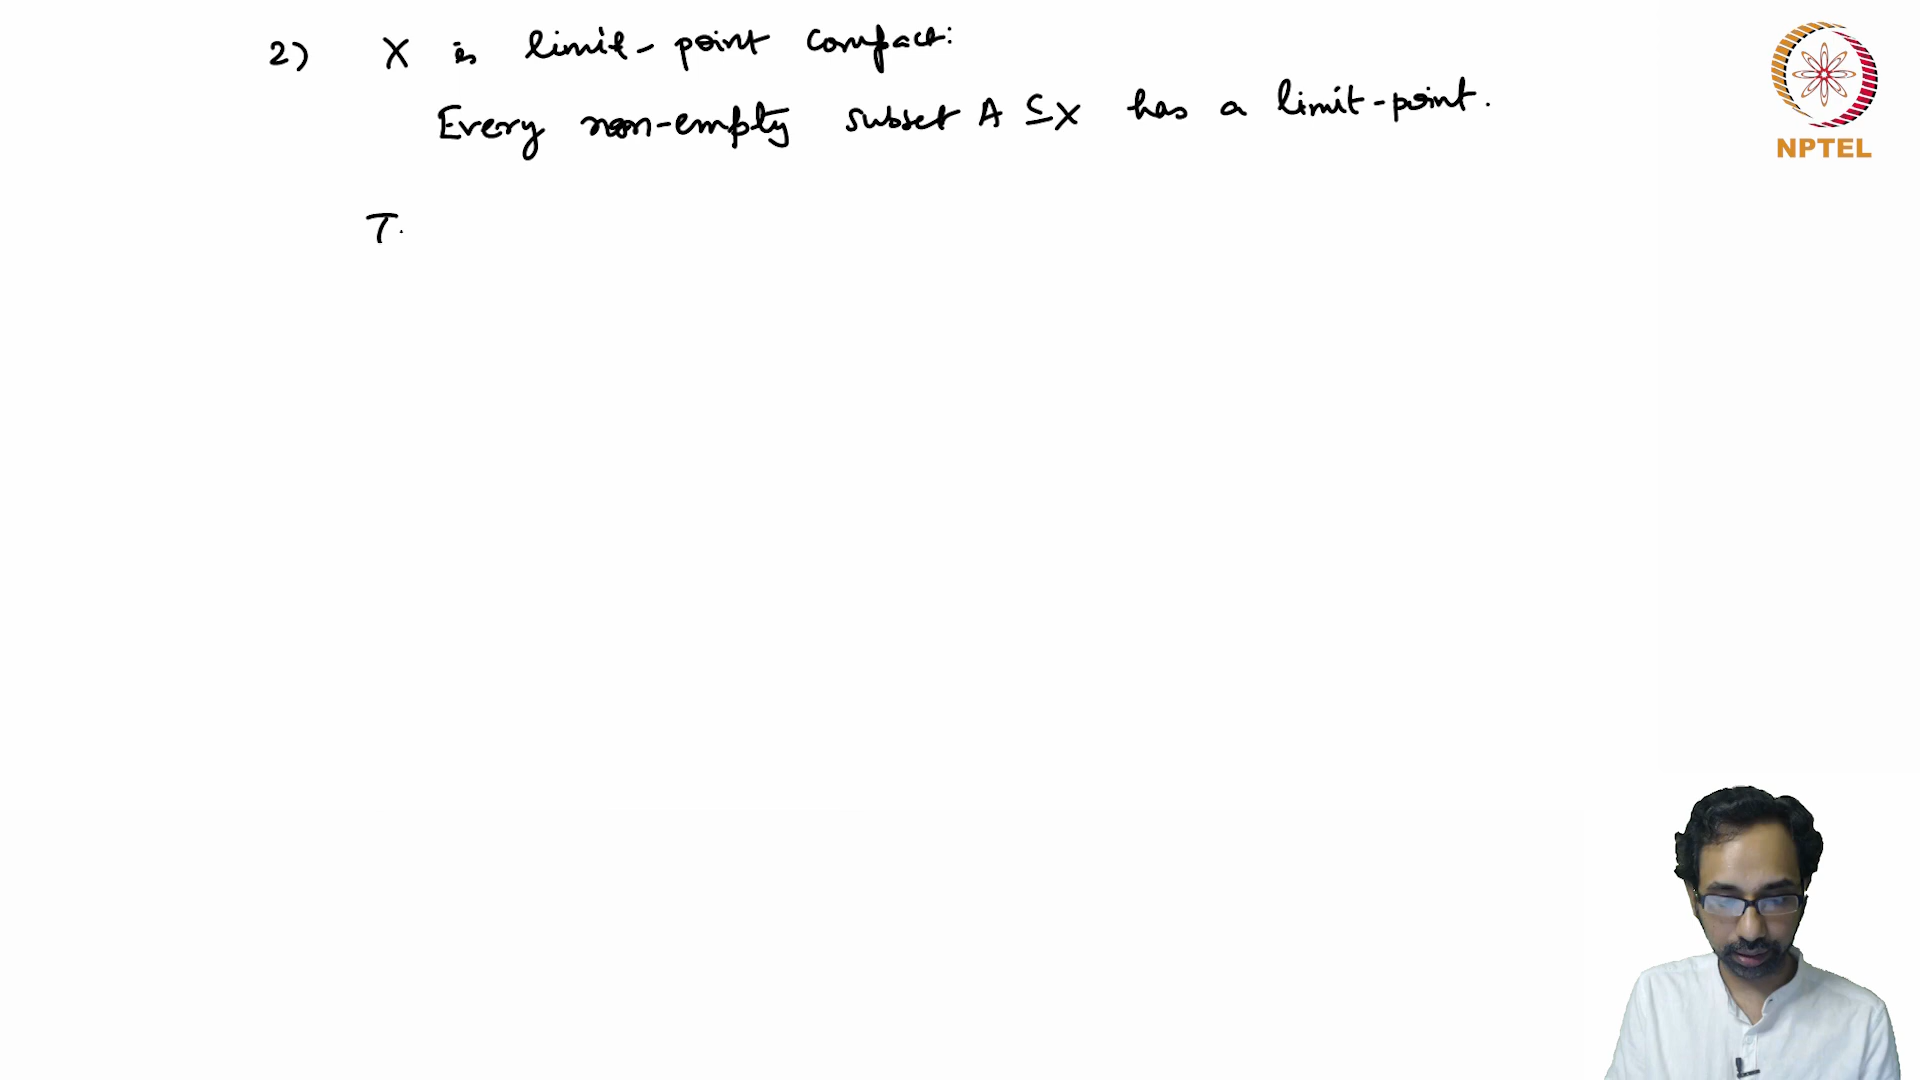 2) X is limit-point compact:
Every non-empty subset A ⊆ X has a limit-point.
T.
NPTEL